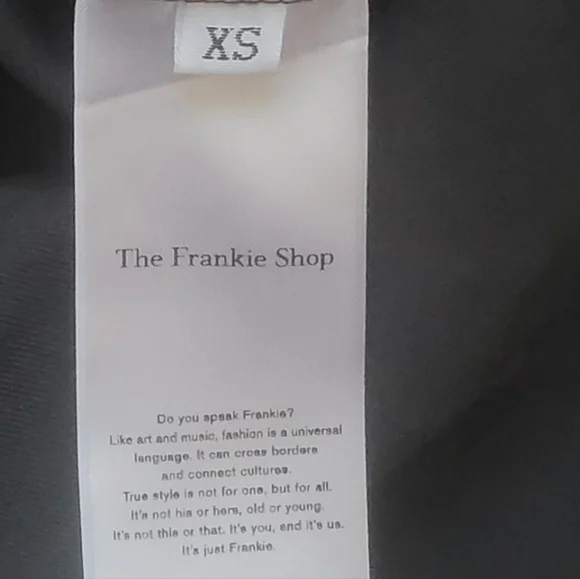 XS
The Frankie Shop
Do you speak Frankie?
Like art and music, fashion is a universal
language. It can cross borders
and connect cultures.
True style is not for one, but for all.
It's not his or hers, old or young.
It's not this or that. It's you, and it's us.
It's just Frankie.